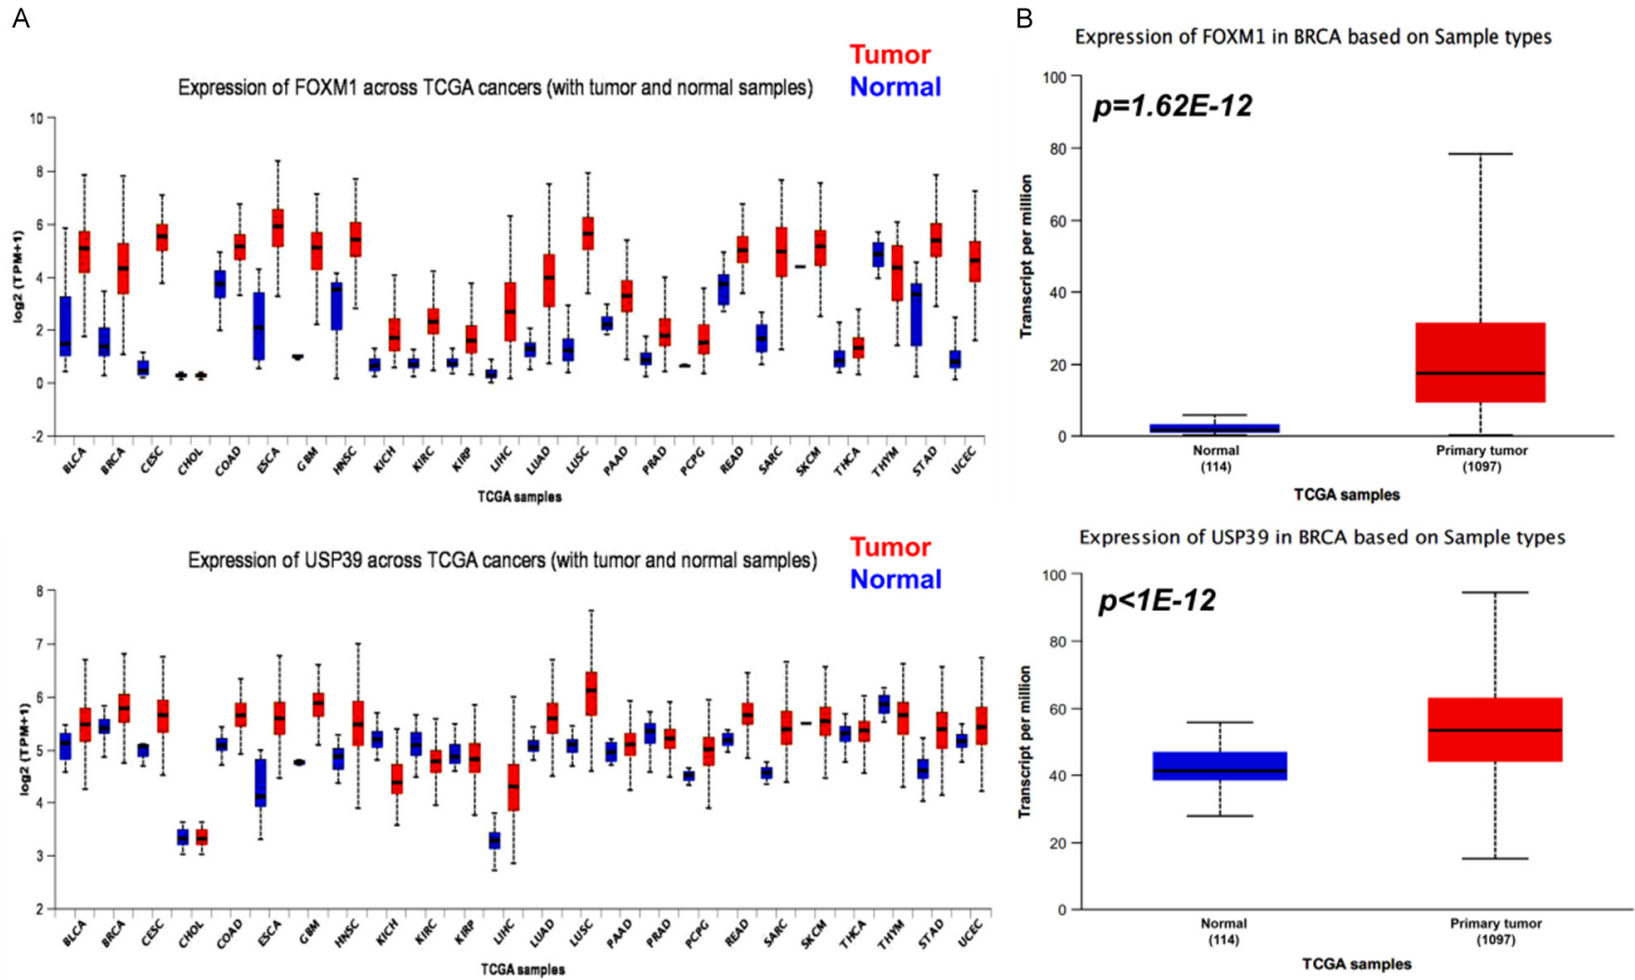 A
Tumor
Normal
Expression of FOXM1 across TCGA cancers (with tumor and normal samples)
log2 (TPM+1)
10
8
6
4
2
0
-2
BLCA BRCA CESC CHOL COAD ESCA GBM HNSC KICH KIRC KIRP LIHC LUAD LUSC PAAD PRAD PCPG READ SARC SKCM THCA THYM STAD UCEC
TCGA samples
Tumor
Normal
Expression of USP39 across TCGA cancers (with tumor and normal samples)
log2 (TPM+1)
8
7
6
5
4
3
2
BLCA BRCA CESC CHOL COAD ESCA GBM HNSC KICH KIRC KIRP LIHC LUAD LUSC PAAD PRAD PCPG READ SARC SKCM THCA THYM STAD UCEC
TCGA samples
B
Expression of FOXM1 in BRCA based on Sample types
p=1.62E-12
Transcript per million
100
80
60
40
20
0
Normal Primary tumor
(114) (1097)
TCGA samples
Expression of USP39 in BRCA based on Sample types
p<1E-12
Transcript per million
100
80
60
40
20
0
Normal Primary tumor
(114) (1097)
TCGA samples